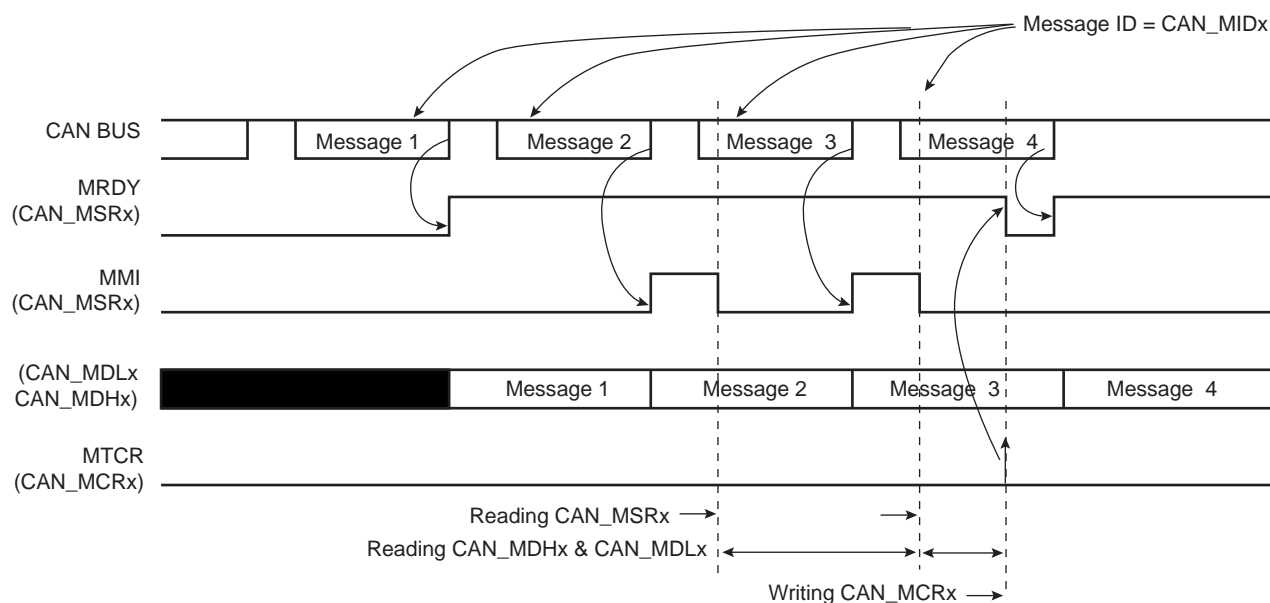 Message ID = CAN_MIDx
CAN BUS
Message 1
Message 2
Message 3
Message 4
MRDY
(CAN_MSRx)
MMI
(CAN_MSRx)
(CAN_MDLx
CAN_MDHx)
Message 1
Message 2
Message 3
Message 4
MTCR
(CAN_MCRx)
Reading CAN_MSRx
Reading CAN_MDHx & CAN_MDLx
Writing CAN_MCRx